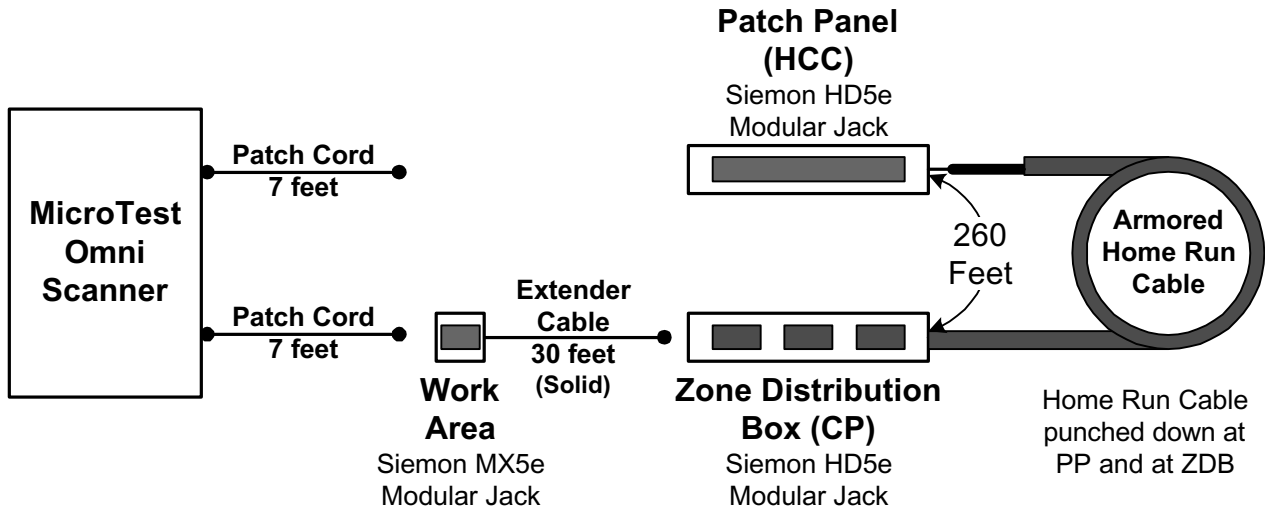 Patch Panel
(HCC)
Siemon HD5e
Modular Jack
MicroTest
Omni
Scanner
Patch Cord
7 feet
Patch Cord
7 feet
Extender
Cable
30 feet
(Solid)
Work
Area
Siemon MX5e
Modular Jack
260
Feet
Armored
Home Run
Cable
Zone Distribution
Box (CP)
Siemon HD5e
Modular Jack
Home Run Cable
punched down at
PP and at ZDB